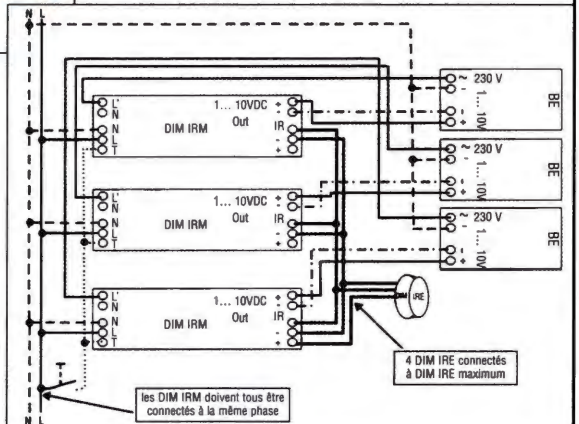 N L
L'
N
N
L
T
DIM IRM
1... 10VDC
Out
+
-
IR
-
+
L'
N
N
L
T
DIM IRM
1... 10VDC
Out
+
-
IR
-
+
L'
N
N
L
T
DIM IRM
1... 10VDC
Out
+
-
IR
-
+
~ 230 V
-
1... 10V
-
+
BE
~ 230 V
-
1... 10V
-
+
BE
~ 230 V
-
1... 10V
-
+
BE
DIM IRE
4 DIM IRE connectés
à DIM IRE maximum
les DIM IRM doivent tous être
connectés à la même phase
N L